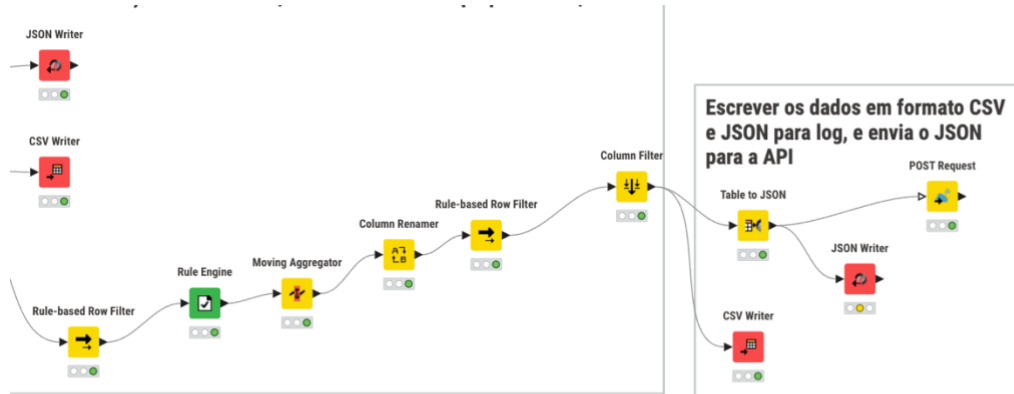 JSON Writer
CSV Writer
Rule-based Row Filter
Rule Engine
Moving Aggregator
Column Renamer
Rule-based Row Filter
Column Filter
Escrever os dados em formato CSV
e JSON para log, e envia o JSON
para a API
POST Request
Table to JSON
JSON Writer
CSV Writer